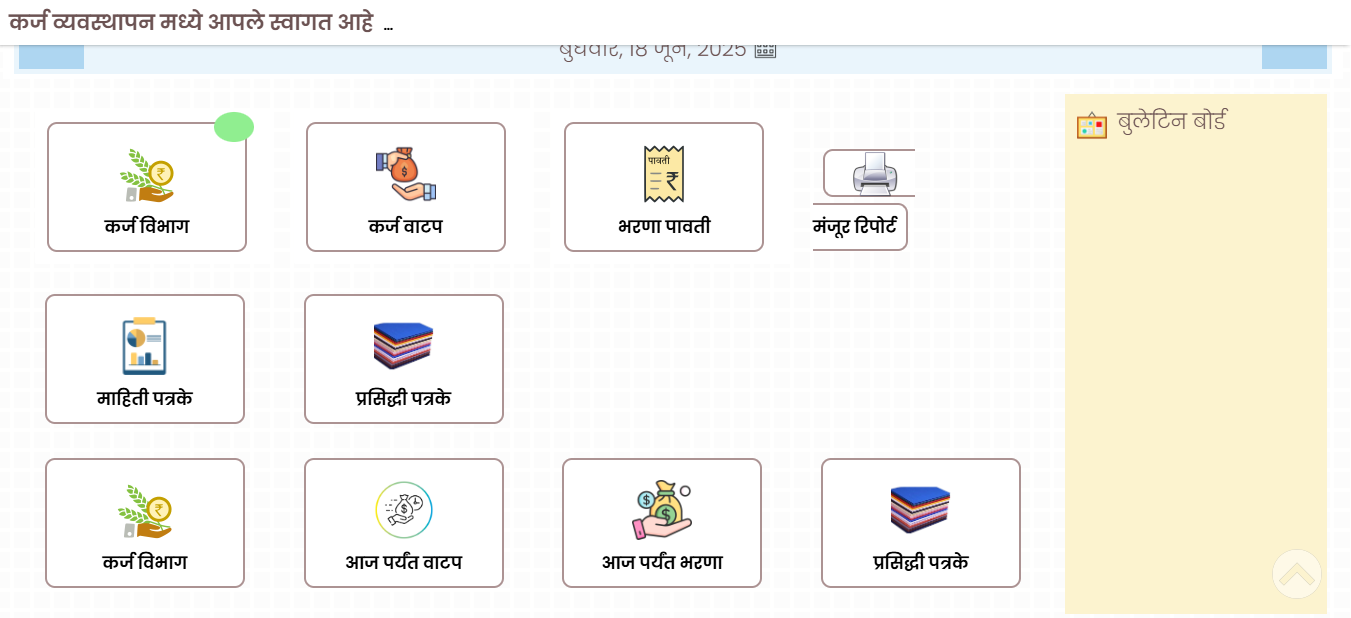 कर्ज व्यवस्थापन मध्ये आपले स्वागत आहे ...
बुधवार, 18 जून, 2025
बुलेटिन बोर्ड
पावती
कर्ज विभाग
कर्ज वाटप
भरणा पावती
मंजूर रिपोर्ट
माहिती पत्रके
प्रसिद्धी पत्रके
कर्ज विभाग
आज पर्यंत वाटप
आज पर्यंत भरणा
प्रसिद्धी पत्रके